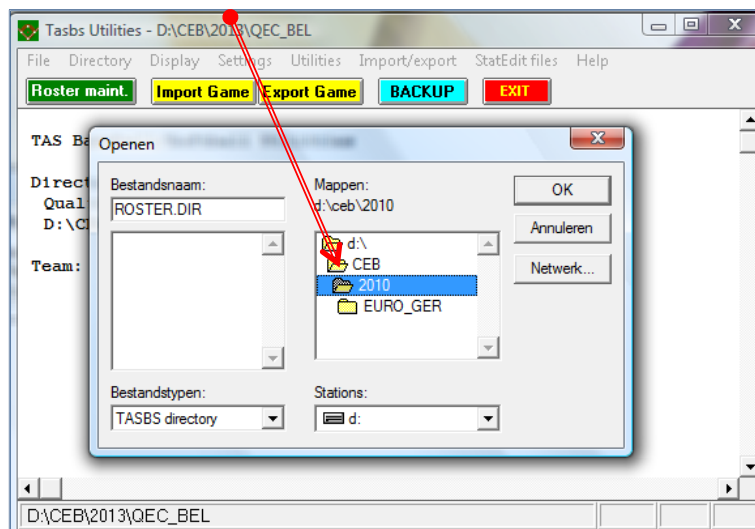 Tasbs Utilities - D:\CEB\2013\QEC_BEL
File Directory Display Settings Utilities Import/export StatEdit files Help
Roster maint. Import Game Export Game BACKUP EXIT
TAS Ba
Openen
Direct
Qual
D:\C
Team:
Bestandsnaam:
ROSTER.DIR
Mappen:
d:\ceb\2010
d:\
CEB
2010
EURO_GER
OK
Annuleren
Netwerk...
Bestandstypen:
TASBS directory
Stations:
d:
D:\CEB\2013\QEC_BEL